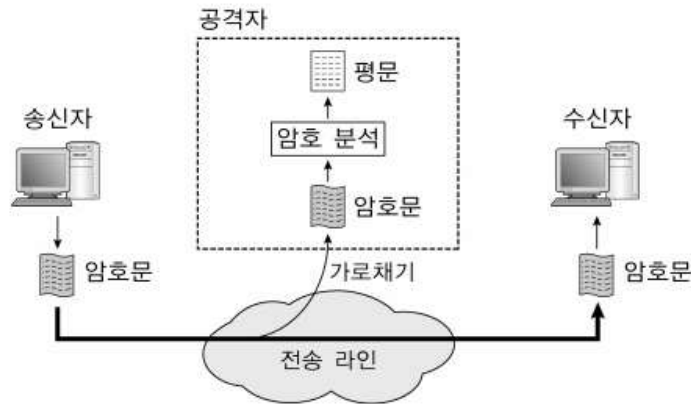 공격자
평문
송신자
암호 분석
수신자
암호문
암호문
가로채기
암호문
전송 라인